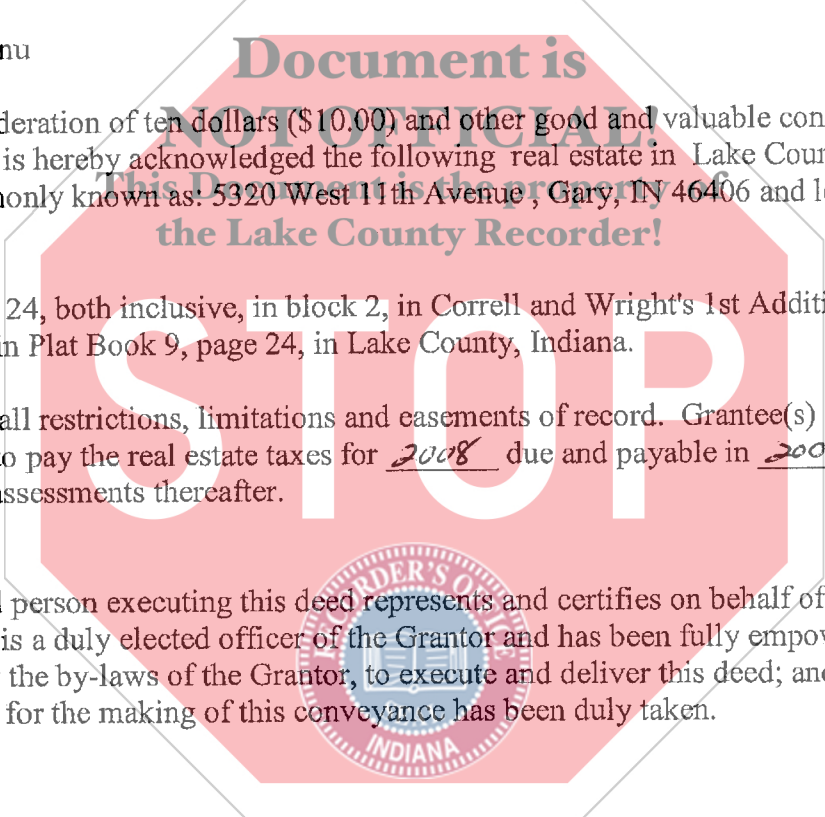 nu
Document is
NOT OFFICIAL!
deration of ten dollars ($10.00) and other good and valuable con
is hereby acknowledged the following real estate in Lake Coun
This Document is the property of
only known as: 5320 West 11th Avenue , Gary, IN 46406 and l
the Lake County Recorder!
24, both inclusive, in block 2, in Correll and Wright's 1st Additi
in Plat Book 9, page 24, in Lake County, Indiana.
STOP
all restrictions, limitations and easements of record. Grantee(s)
o pay the real estate taxes for 2008 due and payable in 200
ssessments thereafter.
person executing this deed represents and certifies on behalf of
is a duly elected officer of the Grantor and has been fully empow
the by-laws of the Grantor, to execute and deliver this deed; and
for the making of this conveyance has been duly taken.
RECORDER'S OFFICE
INDIANA